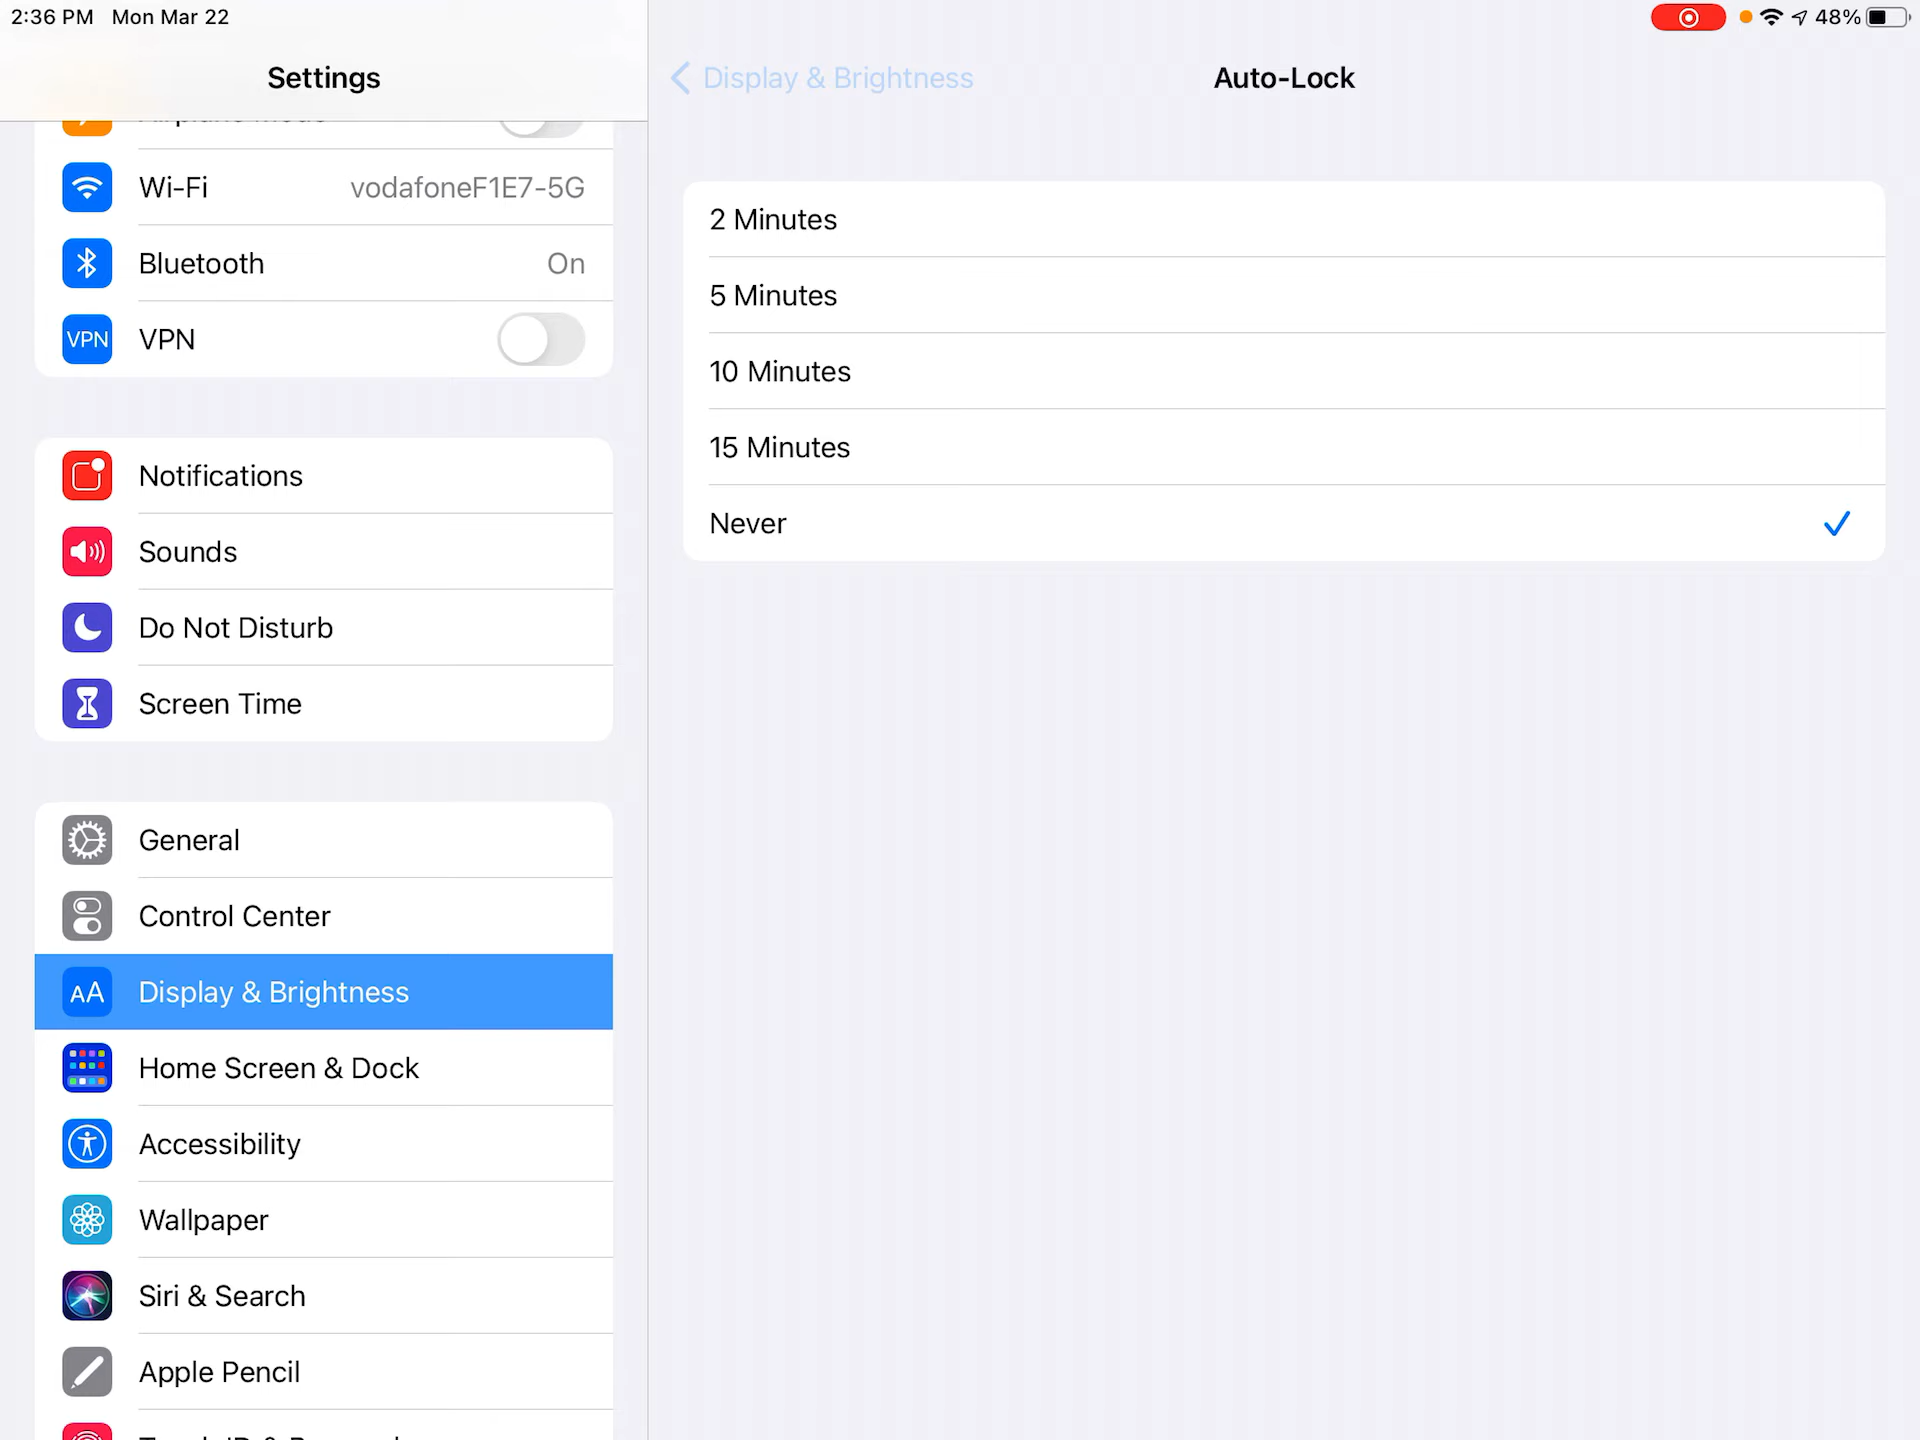 2:36 PM Mon Mar 22
48%
Settings
Wi-Fi vodafoneF1E7-5G
Bluetooth On
VPN VPN
Notifications
Sounds
Do Not Disturb
Screen Time
General
Control Center
AA Display & Brightness
Home Screen & Dock
Accessibility
Wallpaper
Siri & Search
Apple Pencil
Display & Brightness
Auto-Lock
2 Minutes
5 Minutes
10 Minutes
15 Minutes
Never